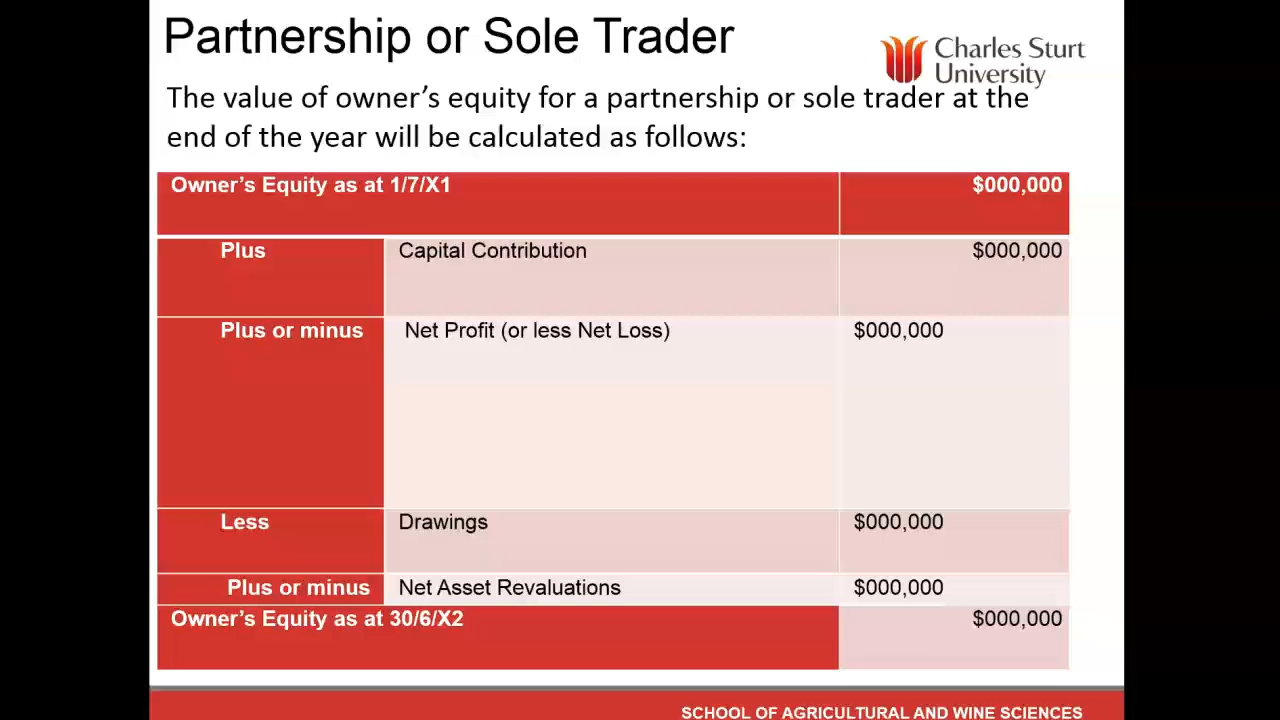 Partnership or Sole Trader
Charles Sturt
University
The value of owner’s equity for a partnership or sole trader at the
end of the year will be calculated as follows:
Owner’s Equity as at 1/7/X1 $000,000
Plus Capital Contribution $000,000
Plus or minus Net Profit (or less Net Loss) $000,000
Less Drawings $000,000
Plus or minus Net Asset Revaluations $000,000
Owner’s Equity as at 30/6/X2 $000,000
SCHOOL OF AGRICULTURAL AND WINE SCIENCES